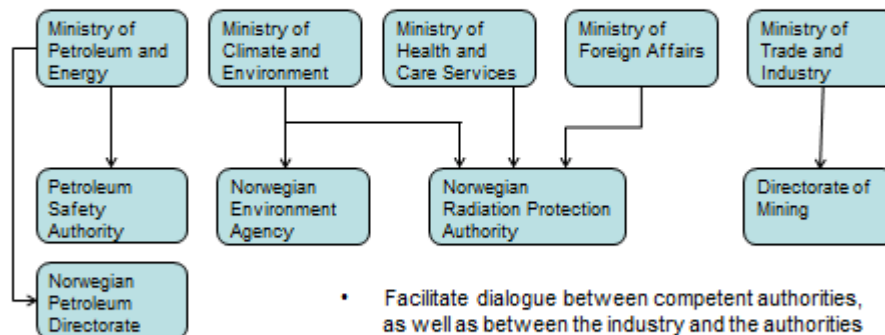 Ministry of
Petroleum and
Energy
Ministry of
Climate and
Environment
Ministry of
Health and
Care Services
Ministry of
Foreign Affairs
Ministry of
Trade and
Industry
Petroleum
Safety
Authority
Norwegian
Environment
Agency
Norwegian
Radiation Protection
Authority
Directorate of
Mining
Norwegian
Petroleum
Directorate
• Facilitate dialogue between competent authorities,
as well as between the industry and the authorities